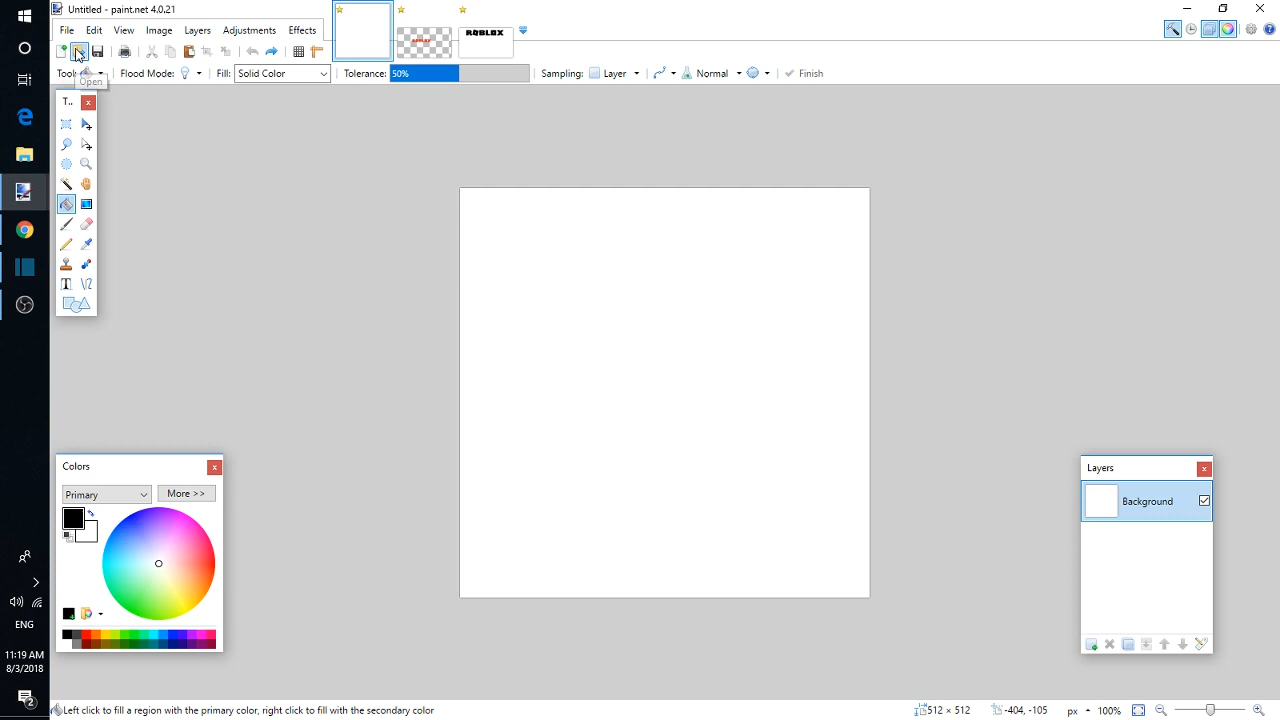 Untitled - paint.net 4.0.21
File Edit View Image Layers Adjustments Effects
ROBLOX
Tool: Flood Mode: Fill: Solid Color Tolerance: 50% Sampling: Layer Normal Finish
Open
T..
Colors
Primary
More >>
Layers
Background
ENG
11:19 AM
8/3/2018
2
Left click to fill a region with the primary color, right click to fill with the secondary color
512 × 512
-404, -105
px
100%